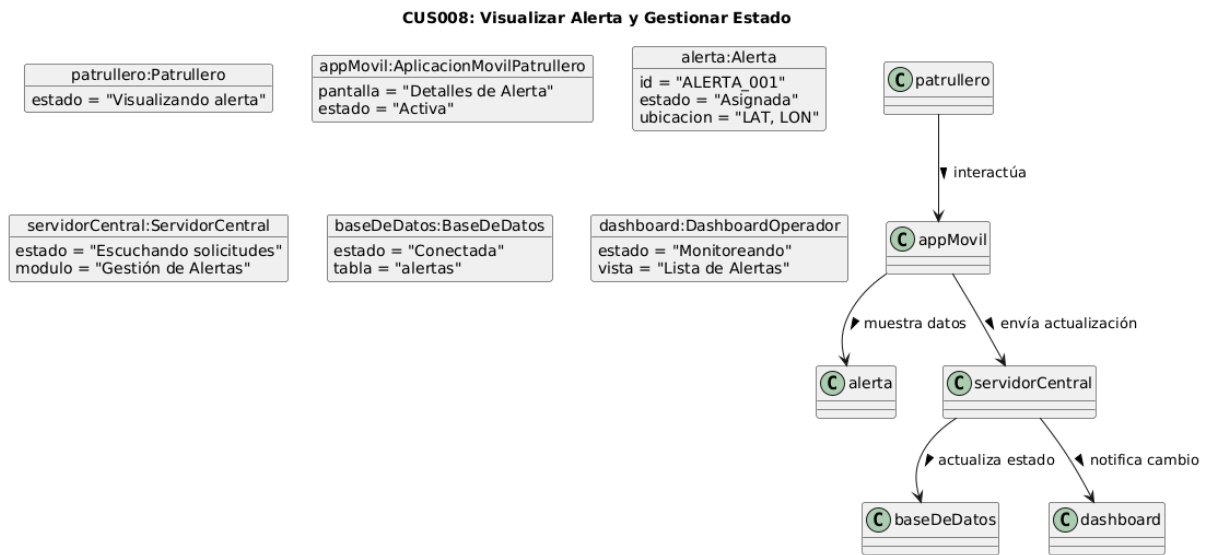 CUS008: Visualizar Alerta y Gestionar Estado
patrullero:Patrullero
estado = "Visualizando alerta"
appMovil:AplicacionMovilPatrullero
pantalla = "Detalles de Alerta"
estado = "Activa"
alerta:Alerta
id = "ALERTA_001"
estado = "Asignada"
ubicacion = "LAT, LON"
C patrullero
interactúa
servidorCentral:ServidorCentral
estado = "Escuchando solicitudes"
modulo = "Gestión de Alertas"
baseDeDatos:BaseDeDatos
estado = "Conectada"
tabla = "alertas"
dashboard:DashboardOperador
estado = "Monitoreando"
vista = "Lista de Alertas"
C appMovil
muestra datos
envía actualización
C alerta
C servidorCentral
actualiza estado
notifica cambio
C baseDeDatos
C dashboard